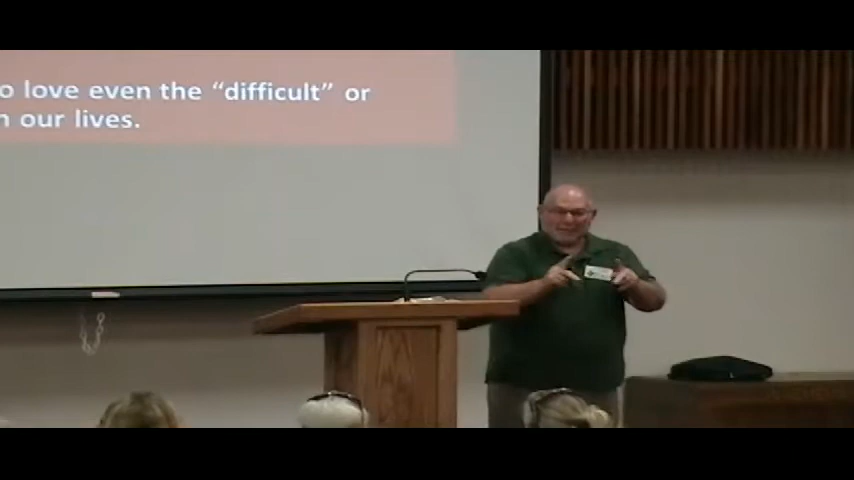 love even the “difficult” or
our lives.